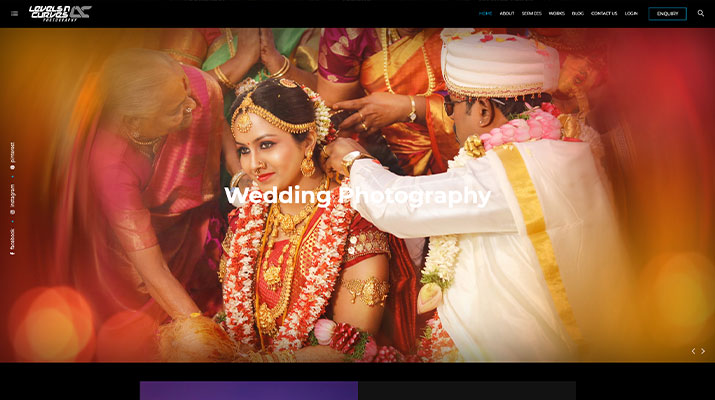 LEVELS N
CURVES
PHOTOGRAPHY
HOME ABOUT SERVICES WORKS BLOG CONTACT US LOGIN ENQUIRY
pinterest
instagram
facebook
Wedding Photography